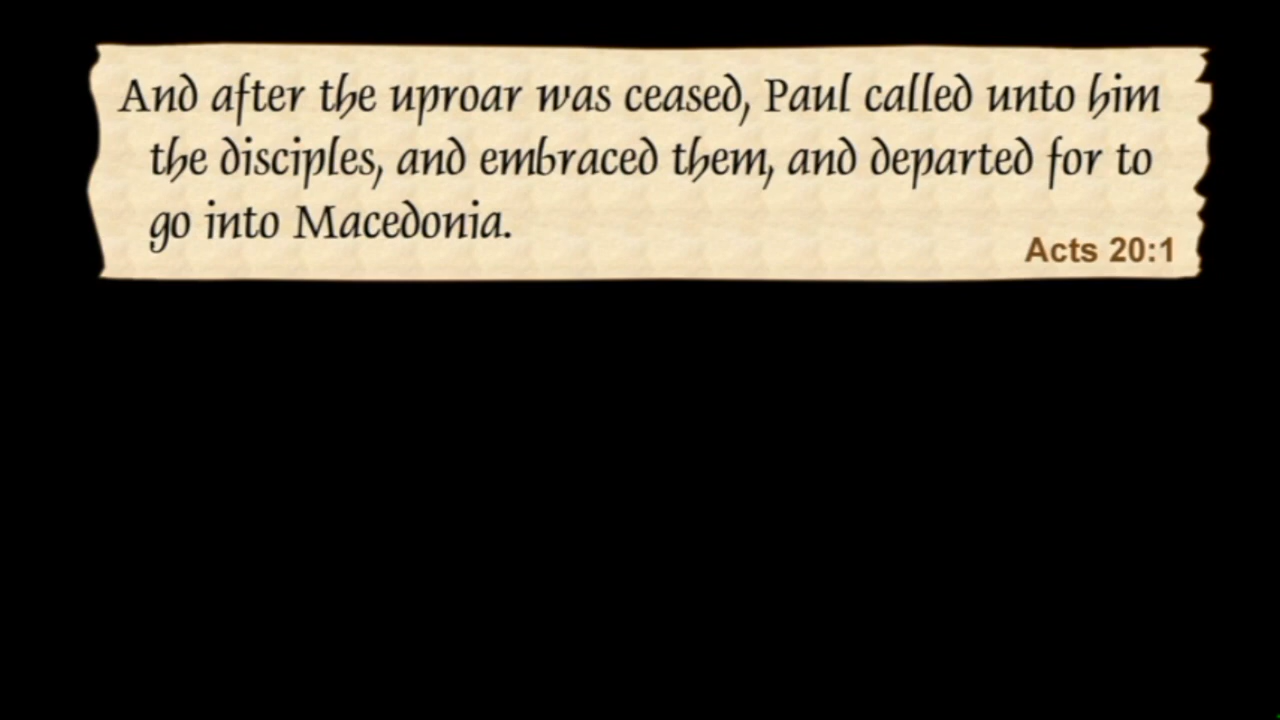 And after the uproar was ceased, Paul called unto him
the disciples, and embraced them, and departed for to
go into Macedonia.
Acts 20:1